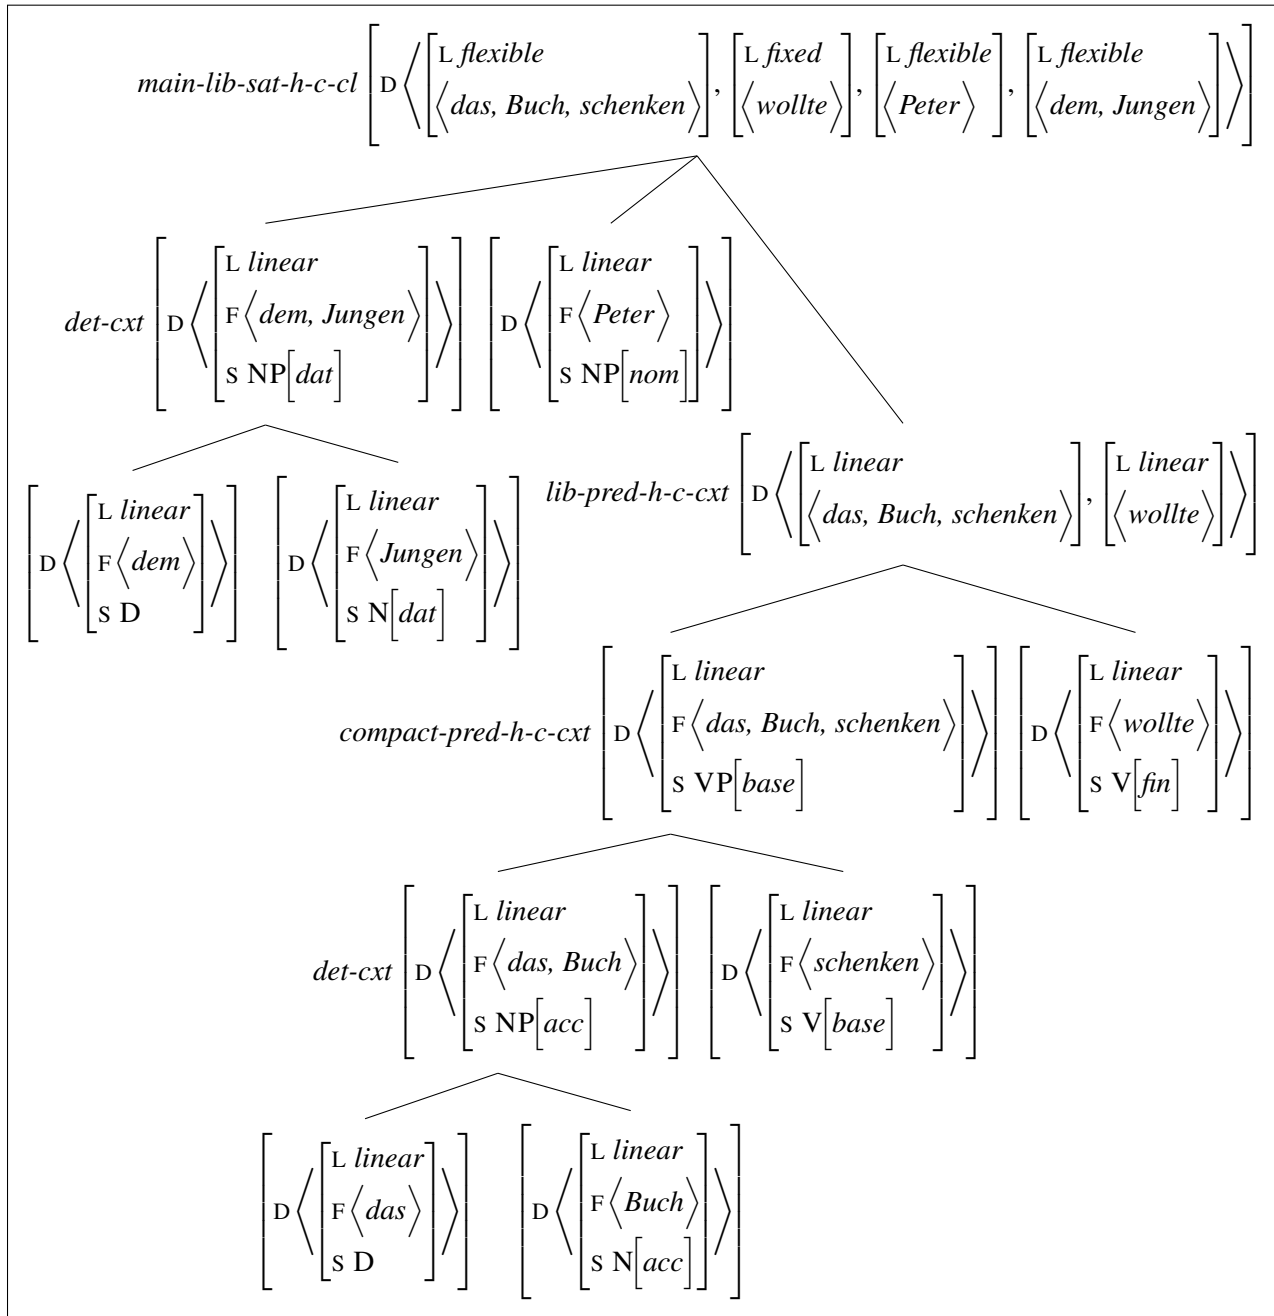 L flexible L fixed L flexible L flexible
main-lib-sat-h-c-cl [D ⟨[⟨das, Buch, schenken⟩], [⟨wollte⟩], [⟨Peter⟩], [⟨dem, Jungen⟩]⟩]
L linear L linear
det-cxt [D ⟨[F ⟨dem, Jungen⟩]⟩] [D ⟨[F ⟨Peter⟩]⟩]
S NP[dat] S NP[nom]
L linear L linear
[D ⟨[F ⟨dem⟩]⟩] [D ⟨[F ⟨Jungen⟩]⟩]
S D S N[dat]
L linear L linear
lib-pred-h-c-cxt [D ⟨[⟨das, Buch, schenken⟩], [⟨wollte⟩]⟩]
L linear L linear
compact-pred-h-c-cxt [D ⟨[F ⟨das, Buch, schenken⟩]⟩] [D ⟨[F ⟨wollte⟩]⟩]
S VP[base] S V[fin]
L linear L linear
det-cxt [D ⟨[F ⟨das, Buch⟩]⟩] [D ⟨[F ⟨schenken⟩]⟩]
S NP[acc] S V[base]
L linear L linear
[D ⟨[F ⟨das⟩]⟩] [D ⟨[F ⟨Buch⟩]⟩]
S D S N[acc]